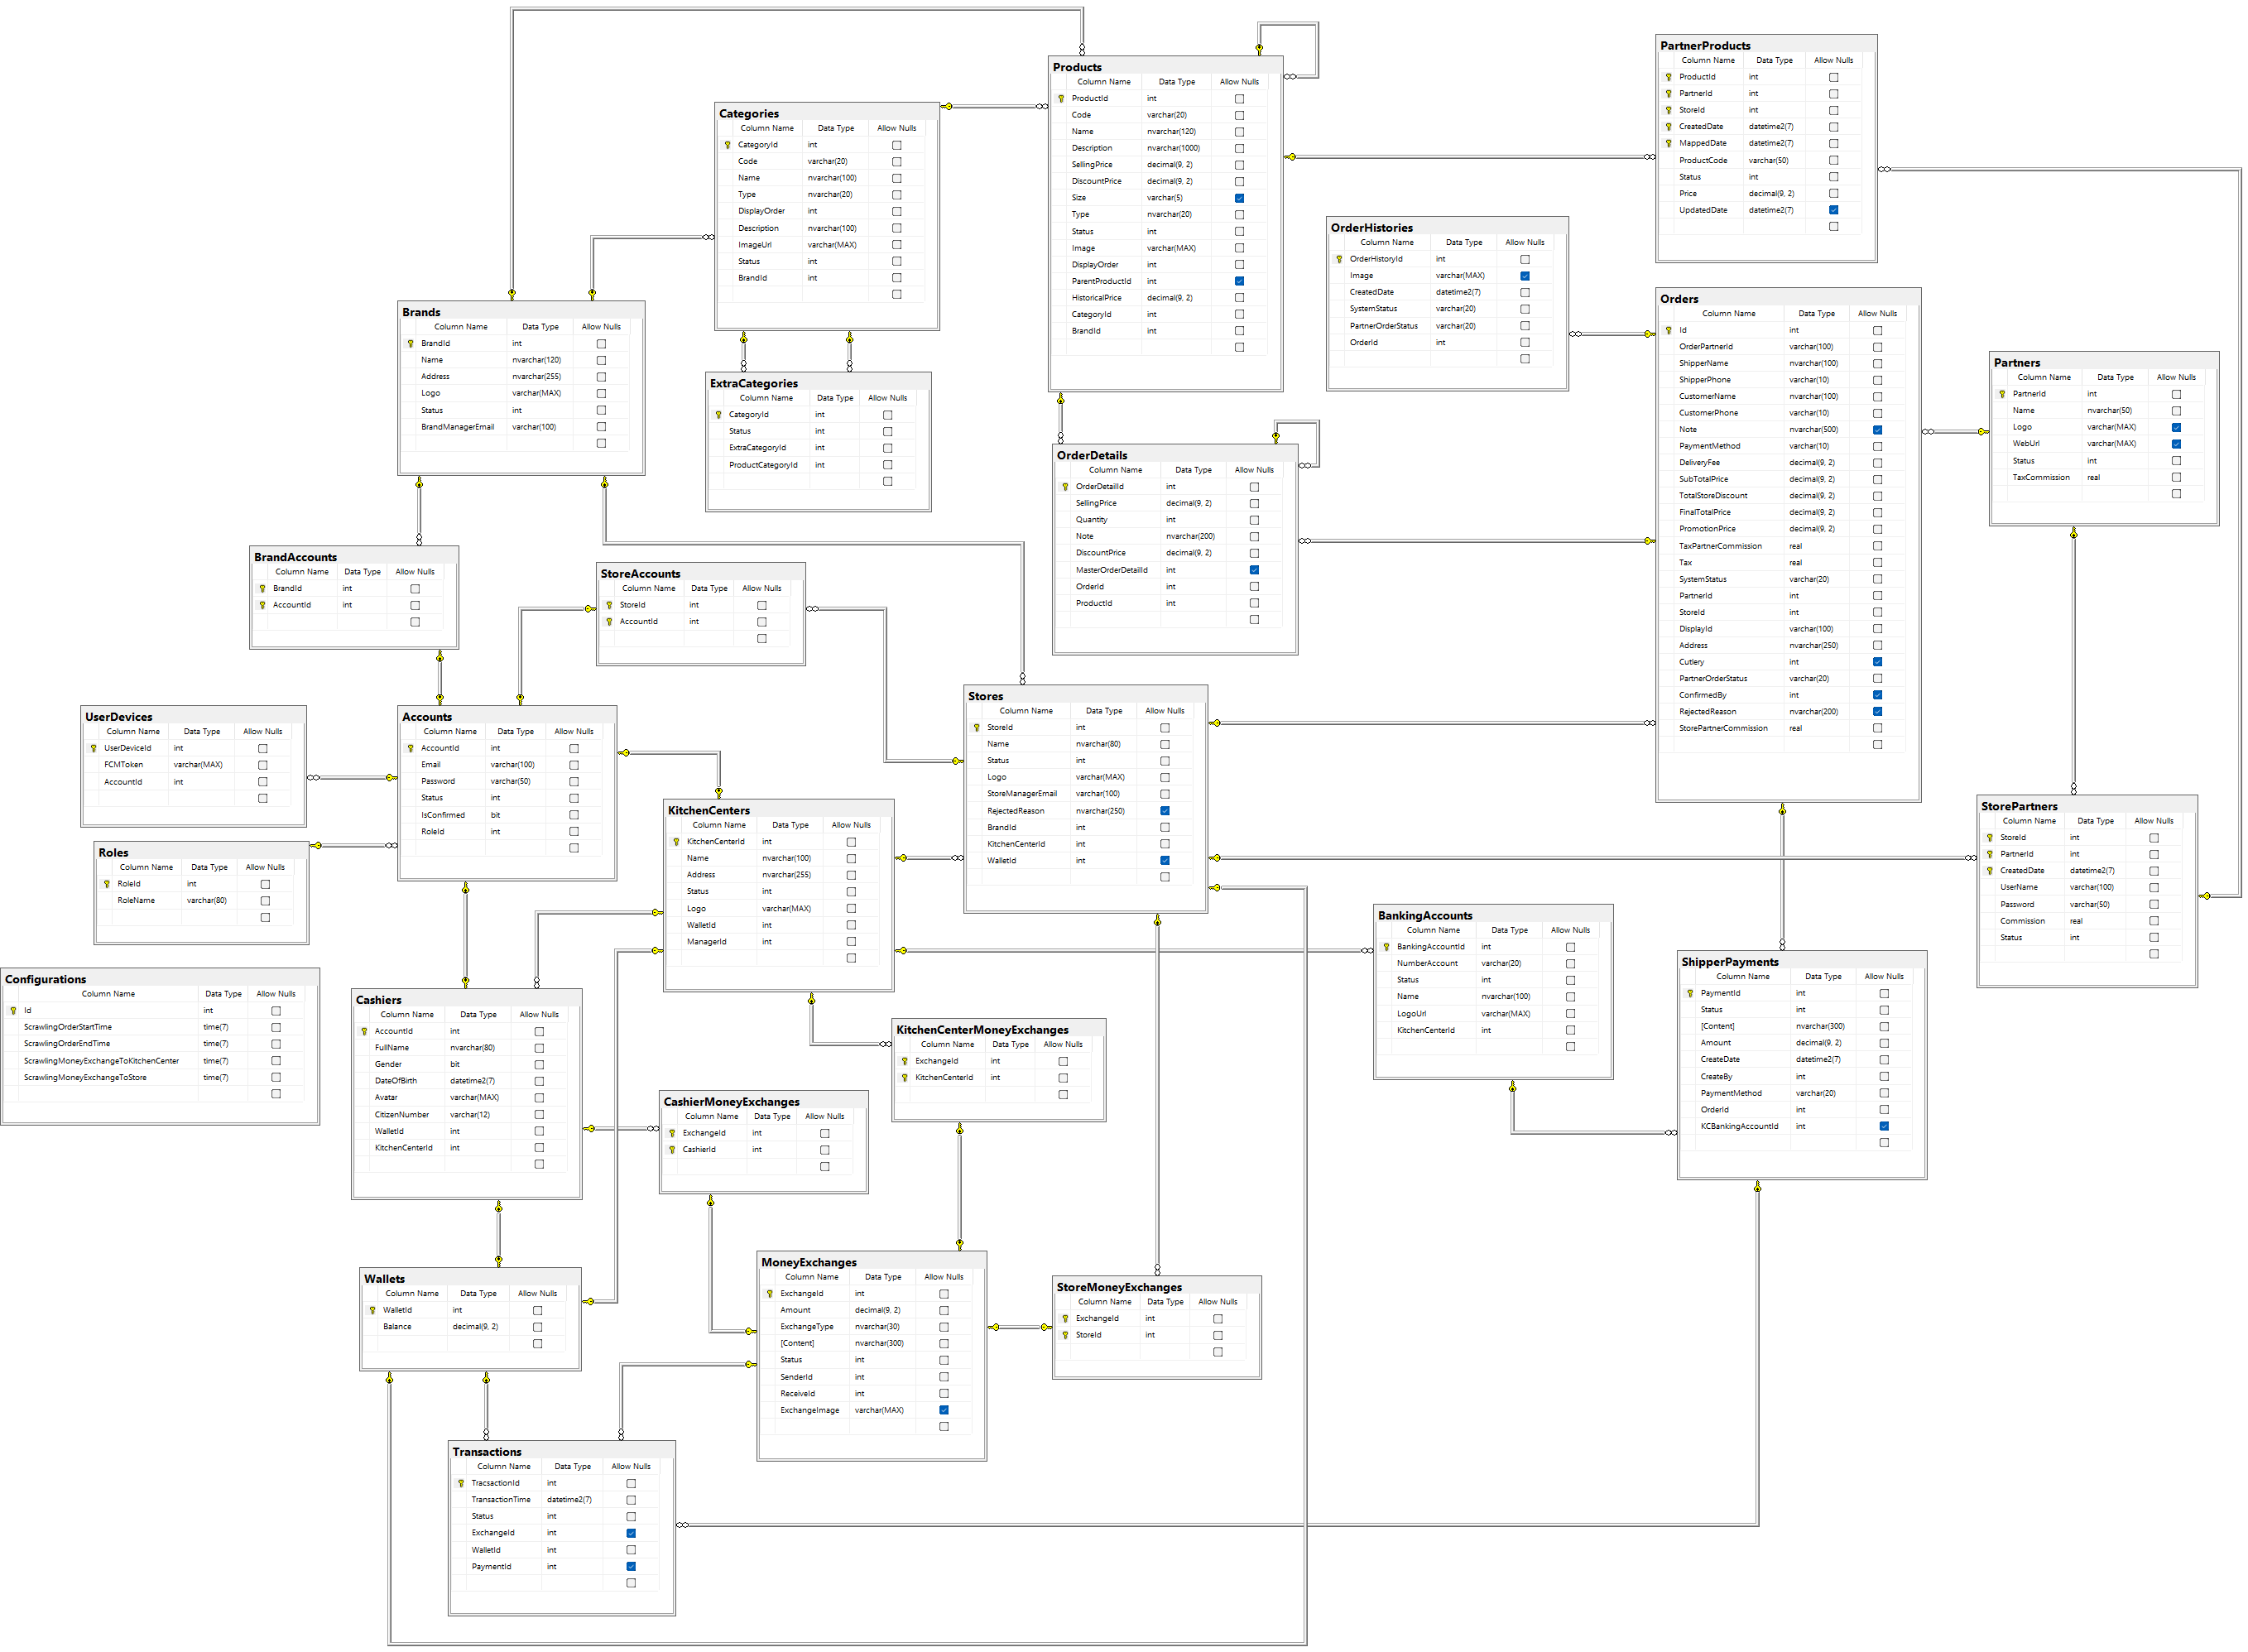 Products
Column Name Data Type Allow Nulls
ProductId int
Code varchar(20)
Name nvarchar(120)
Description nvarchar(1000)
SellingPrice decimal(9, 2)
DiscountPrice decimal(9, 2)
Size varchar(5)
Type nvarchar(20)
Status int
Image varchar(MAX)
DisplayOrder int
ParentProductId int
HistoricalPrice decimal(9, 2)
CategoryId int
BrandId int
PartnerProducts
Column Name Data Type Allow Nulls
ProductId int
PartnerId int
StoreId int
CreatedDate datetime2(7)
MappedDate datetime2(7)
ProductCode varchar(50)
Status int
Price decimal(9, 2)
UpdatedDate datetime2(7)
Categories
Column Name Data Type Allow Nulls
CategoryId int
Code varchar(20)
Name nvarchar(100)
Type nvarchar(20)
DisplayOrder int
Description nvarchar(100)
ImageUrl varchar(MAX)
Status int
BrandId int
OrderHistories
Column Name Data Type Allow Nulls
OrderHistoryId int
Image varchar(MAX)
CreatedDate datetime2(7)
SystemStatus varchar(20)
PartnerOrderStatus varchar(20)
OrderId int
Orders
Column Name Data Type Allow Nulls
Id int
OrderPartnerId varchar(100)
ShipperName nvarchar(100)
ShipperPhone varchar(10)
CustomerName nvarchar(100)
CustomerPhone varchar(10)
Note nvarchar(500)
PaymentMethod varchar(10)
DeliveryFee decimal(9, 2)
SubTotalPrice decimal(9, 2)
TotalStoreDiscount decimal(9, 2)
FinalTotalPrice decimal(9, 2)
PromotionPrice decimal(9, 2)
TaxPartnerCommission real
Tax real
SystemStatus varchar(20)
PartnerId int
StoreId int
DisplayId varchar(100)
Address nvarchar(250)
Cutlery int
PartnerOrderStatus varchar(20)
ConfirmedBy int
RejectedReason nvarchar(200)
StorePartnerCommission real
Brands
Column Name Data Type Allow Nulls
BrandId int
Name nvarchar(120)
Address nvarchar(255)
Logo varchar(MAX)
Status int
BrandManagerEmail varchar(100)
Partners
Column Name Data Type Allow Nulls
PartnerId int
Name nvarchar(50)
Logo varchar(MAX)
WebUrl varchar(MAX)
Status int
TaxCommission real
ExtraCategories
Column Name Data Type Allow Nulls
CategoryId int
Status int
ExtraCategoryId int
ProductCategoryId int
OrderDetails
Column Name Data Type Allow Nulls
OrderDetailId int
SellingPrice decimal(9, 2)
Quantity int
Note nvarchar(200)
DiscountPrice decimal(9, 2)
MasterOrderDetailId int
OrderId int
ProductId int
BrandAccounts
Column Name Data Type Allow Nulls
BrandId int
AccountId int
StoreAccounts
Column Name Data Type Allow Nulls
StoreId int
AccountId int
Stores
Column Name Data Type Allow Nulls
StoreId int
Name nvarchar(80)
Status int
Logo varchar(MAX)
StoreManagerEmail varchar(100)
RejectedReason nvarchar(250)
BrandId int
KitchenCenterId int
WalletId int
UserDevices
Column Name Data Type Allow Nulls
UserDeviceId int
FCMToken varchar(MAX)
AccountId int
Accounts
Column Name Data Type Allow Nulls
AccountId int
Email varchar(100)
Password varchar(50)
Status int
IsConfirmed bit
RoleId int
KitchenCenters
Column Name Data Type Allow Nulls
KitchenCenterId int
Name nvarchar(100)
Address nvarchar(255)
Status int
Logo varchar(MAX)
WalletId int
ManagerId int
StorePartners
Column Name Data Type Allow Nulls
StoreId int
PartnerId int
CreatedDate datetime2(7)
UserName varchar(100)
Password varchar(50)
Commission real
Status int
Roles
Column Name Data Type Allow Nulls
RoleId int
RoleName varchar(80)
BankingAccounts
Column Name Data Type Allow Nulls
BankingAccountId int
NumberAccount varchar(20)
Status int
Name nvarchar(100)
LogoUrl varchar(MAX)
KitchenCenterId int
ShipperPayments
Column Name Data Type Allow Nulls
PaymentId int
Status int
[Content] nvarchar(300)
Amount decimal(9, 2)
CreateDate datetime2(7)
CreateBy int
PaymentMethod varchar(20)
OrderId int
KCBankingAccountId int
Configurations
Column Name Data Type Allow Nulls
Id int
ScrawlingOrderStartTime time(7)
ScrawlingOrderEndTime time(7)
ScrawlingMoneyExchangeToKitchenCenter time(7)
ScrawlingMoneyExchangeToStore time(7)
Cashiers
Column Name Data Type Allow Nulls
AccountId int
FullName nvarchar(80)
Gender bit
DateOfBirth datetime2(7)
Avatar varchar(MAX)
CitizenNumber varchar(12)
WalletId int
KitchenCenterId int
KitchenCenterMoneyExchanges
Column Name Data Type Allow Nulls
ExchangeId int
KitchenCenterId int
CashierMoneyExchanges
Column Name Data Type Allow Nulls
ExchangeId int
CashierId int
MoneyExchanges
Column Name Data Type Allow Nulls
ExchangeId int
Amount decimal(9, 2)
ExchangeType nvarchar(30)
[Content] nvarchar(300)
Status int
SenderId int
ReceiveId int
ExchangeImage varchar(MAX)
Wallets
Column Name Data Type Allow Nulls
WalletId int
Balance decimal(9, 2)
StoreMoneyExchanges
Column Name Data Type Allow Nulls
ExchangeId int
StoreId int
Transactions
Column Name Data Type Allow Nulls
TracsactionId int
TransactionTime datetime2(7)
Status int
ExchangeId int
WalletId int
PaymentId int